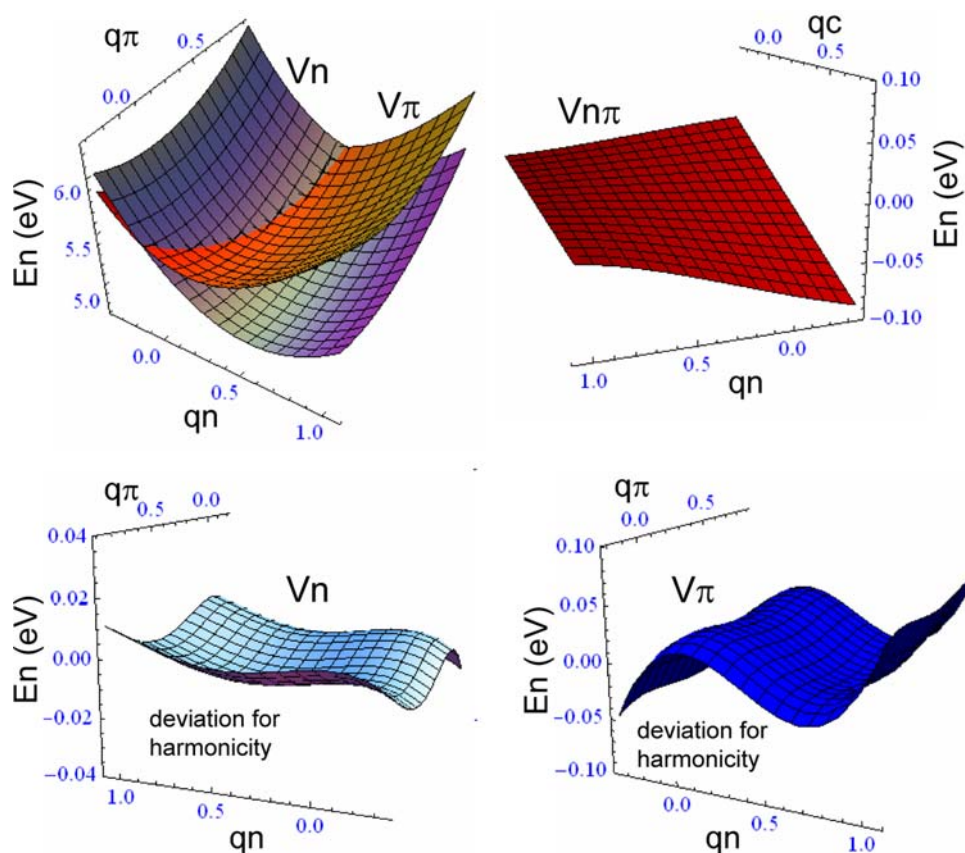 qπ
0.0
0.5
Vn
Vπ
6.0
5.5
5.0
En (eV)
0.0
0.5
1.0
qn
qc
0.0
0.5
Vnπ
0.10
0.05
0.00
−0.05
−0.10
En (eV)
1.0
0.5
0.0
qn
qπ
0.5
0.0
0.04
0.02
0.00
−0.02
−0.04
En (eV)
Vn
deviation for
harmonicity
1.0
0.5
0.0
qn
qπ
0.0
0.5
0.10
0.05
0.00
−0.05
−0.10
En (eV)
Vπ
deviation for
harmonicity
0.0
0.5
1.0
qn